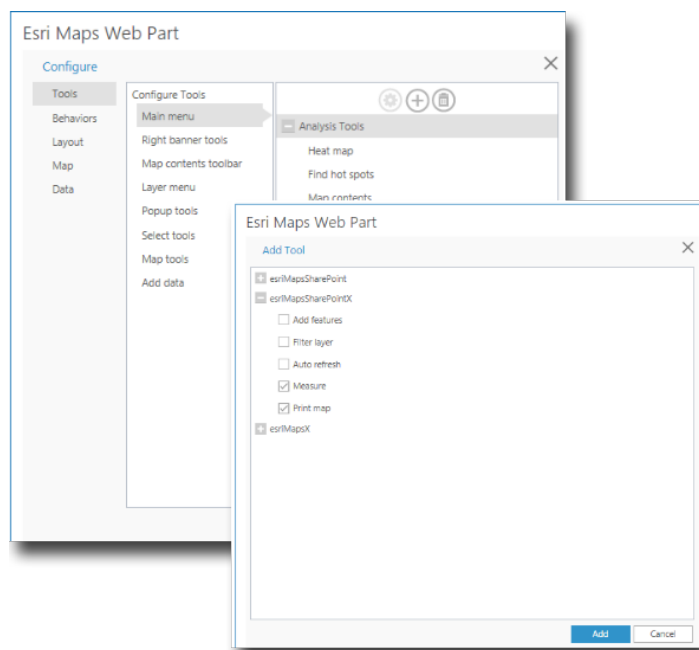 Esri Maps Web Part
Configure
Tools
Behaviors
Layout
Map
Data
Configure Tools
Main menu
Right banner tools
Map contents toolbar
Layer menu
Popup tools
Select tools
Map tools
Add data
Analysis Tools
Heat map
Find hot spots
Map contents
Esri Maps Web Part
Add Tool
esriMapsSharePoint
esriMapsSharePointX
Add features
Filter layer
Auto refresh
Measure
Print map
esriMapsX
Add Cancel